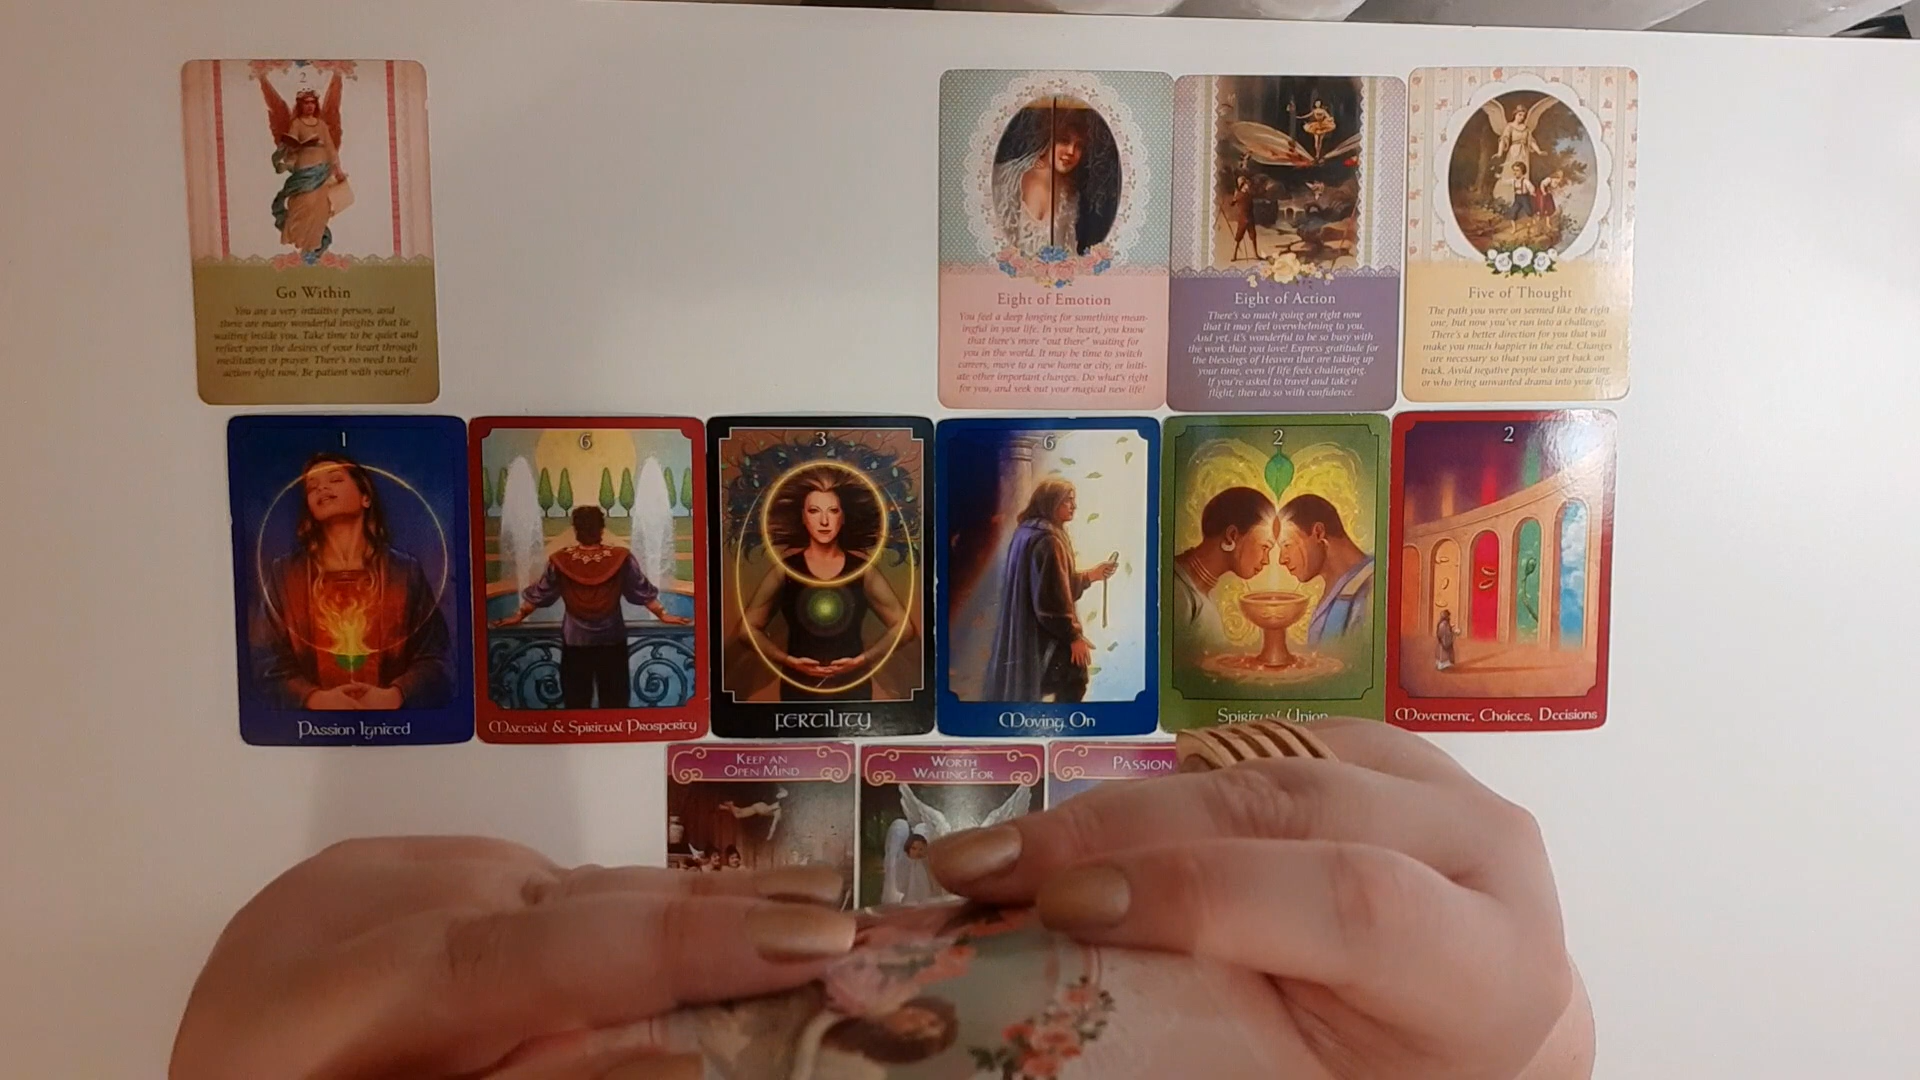 2
Go Within
You are a very intuitive person, and
there are many wonderful insights that lie
waiting inside you. Take time to be quiet and
reflect upon the desires of your heart through
meditation or prayer. There's no need to take
action right now. Be patient with yourself.
Eight of Emotion
You feel a deep longing for something mean-
ingful in your life. In your heart, you know
that there's more "out there" waiting for
you in the world. It may be time to switch
careers, move to a new home or city, or initi-
ate other important changes. Do what's right
for you, and seek out your magical new life!
Eight of Action
There's so much going on right now
that it may feel overwhelming to you.
And yet, it's wonderful to be so busy with
the work that you love! Express gratitude for
the blessings of Heaven that are taking up
your time, even if life feels challenging.
If you're asked to travel and take a
flight, then do so with confidence.
Five of Thought
The path you were on seemed like the right
one, but now you've run into a challenge.
There's a better direction for you that will
make you much happier in the end. Changes
are necessary so that you can get back on
track. Avoid negative people who are draining
or who bring unwanted drama into your life.
1
Passion Ignited
6
Material & Spiritual Prosperity
3
Fertility
6
Moving On
2
Spiritual Union
2
Movement, Choices, Decisions
Keep an
Open Mind
Worth
Waiting For
Passion